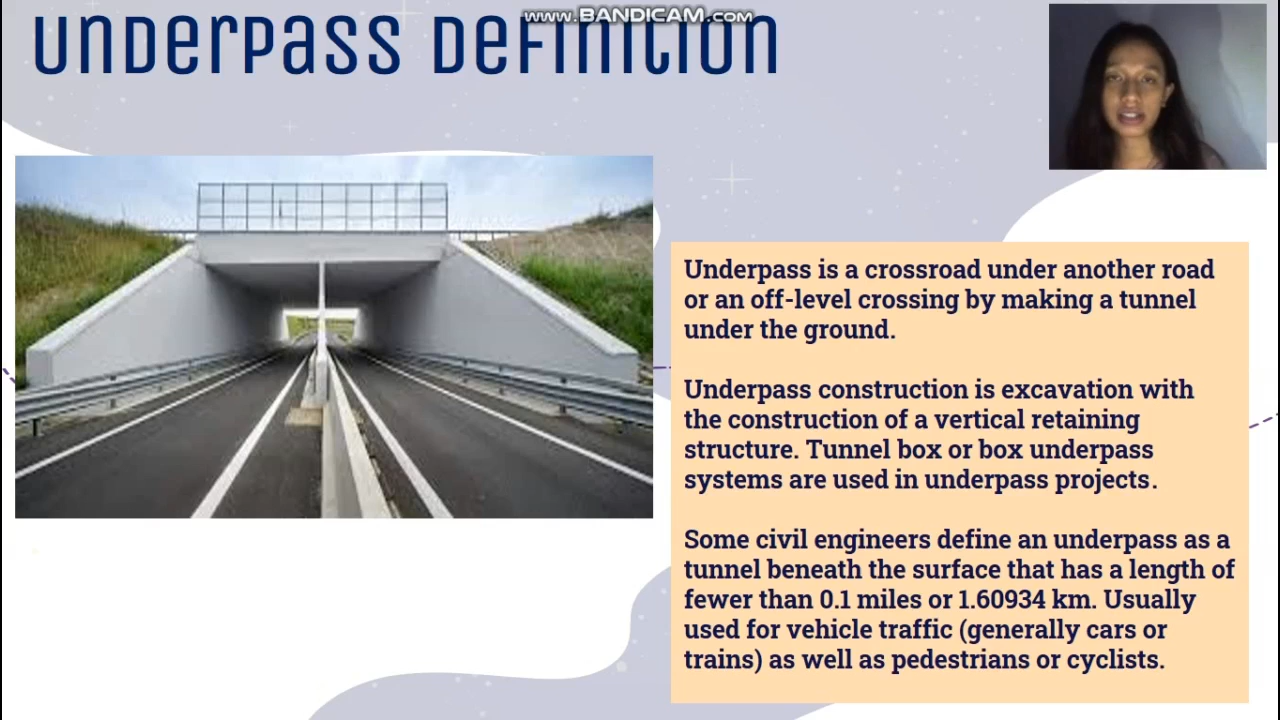 www.BANDICAM.com
Underpass Definition
Underpass is a crossroad under another road
or an off-level crossing by making a tunnel
under the ground.
Underpass construction is excavation with
the construction of a vertical retaining
structure. Tunnel box or box underpass
systems are used in underpass projects.
Some civil engineers define an underpass as a
tunnel beneath the surface that has a length of
fewer than 0.1 miles or 1.60934 km. Usually
used for vehicle traffic (generally cars or
trains) as well as pedestrians or cyclists.